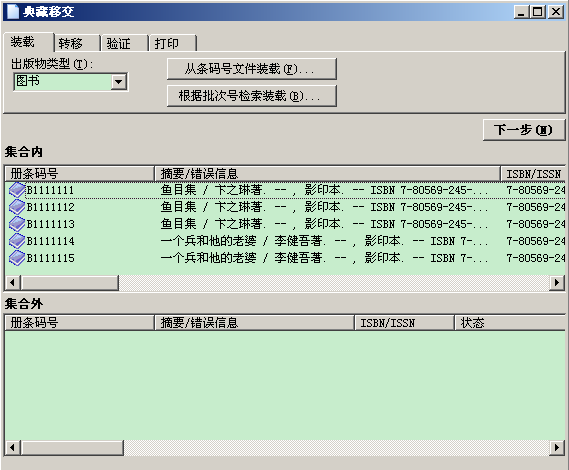 典藏移交
装载 转移 验证 打印
出版物类型(T):
图书
从条码号文件装载(F)...
根据批次号检索装载(B)...
下一步(N)
集合内
册条码号 摘要/错误信息 ISBN/ISSN
B1111111 鱼目集 / 卞之琳著. -- , 影印本. -- ISBN 7-80569-245-... 7-80569-24
B1111112 鱼目集 / 卞之琳著. -- , 影印本. -- ISBN 7-80569-245-... 7-80569-24
B1111113 鱼目集 / 卞之琳著. -- , 影印本. -- ISBN 7-80569-245-... 7-80569-24
B1111114 一个兵和他的老婆 / 李健吾著. -- , 影印本. -- ISBN 7-... 7-80569-24
B1111115 一个兵和他的老婆 / 李健吾著. -- , 影印本. -- ISBN 7-... 7-80569-24
集合外
册条码号 摘要/错误信息 ISBN/ISSN 状态